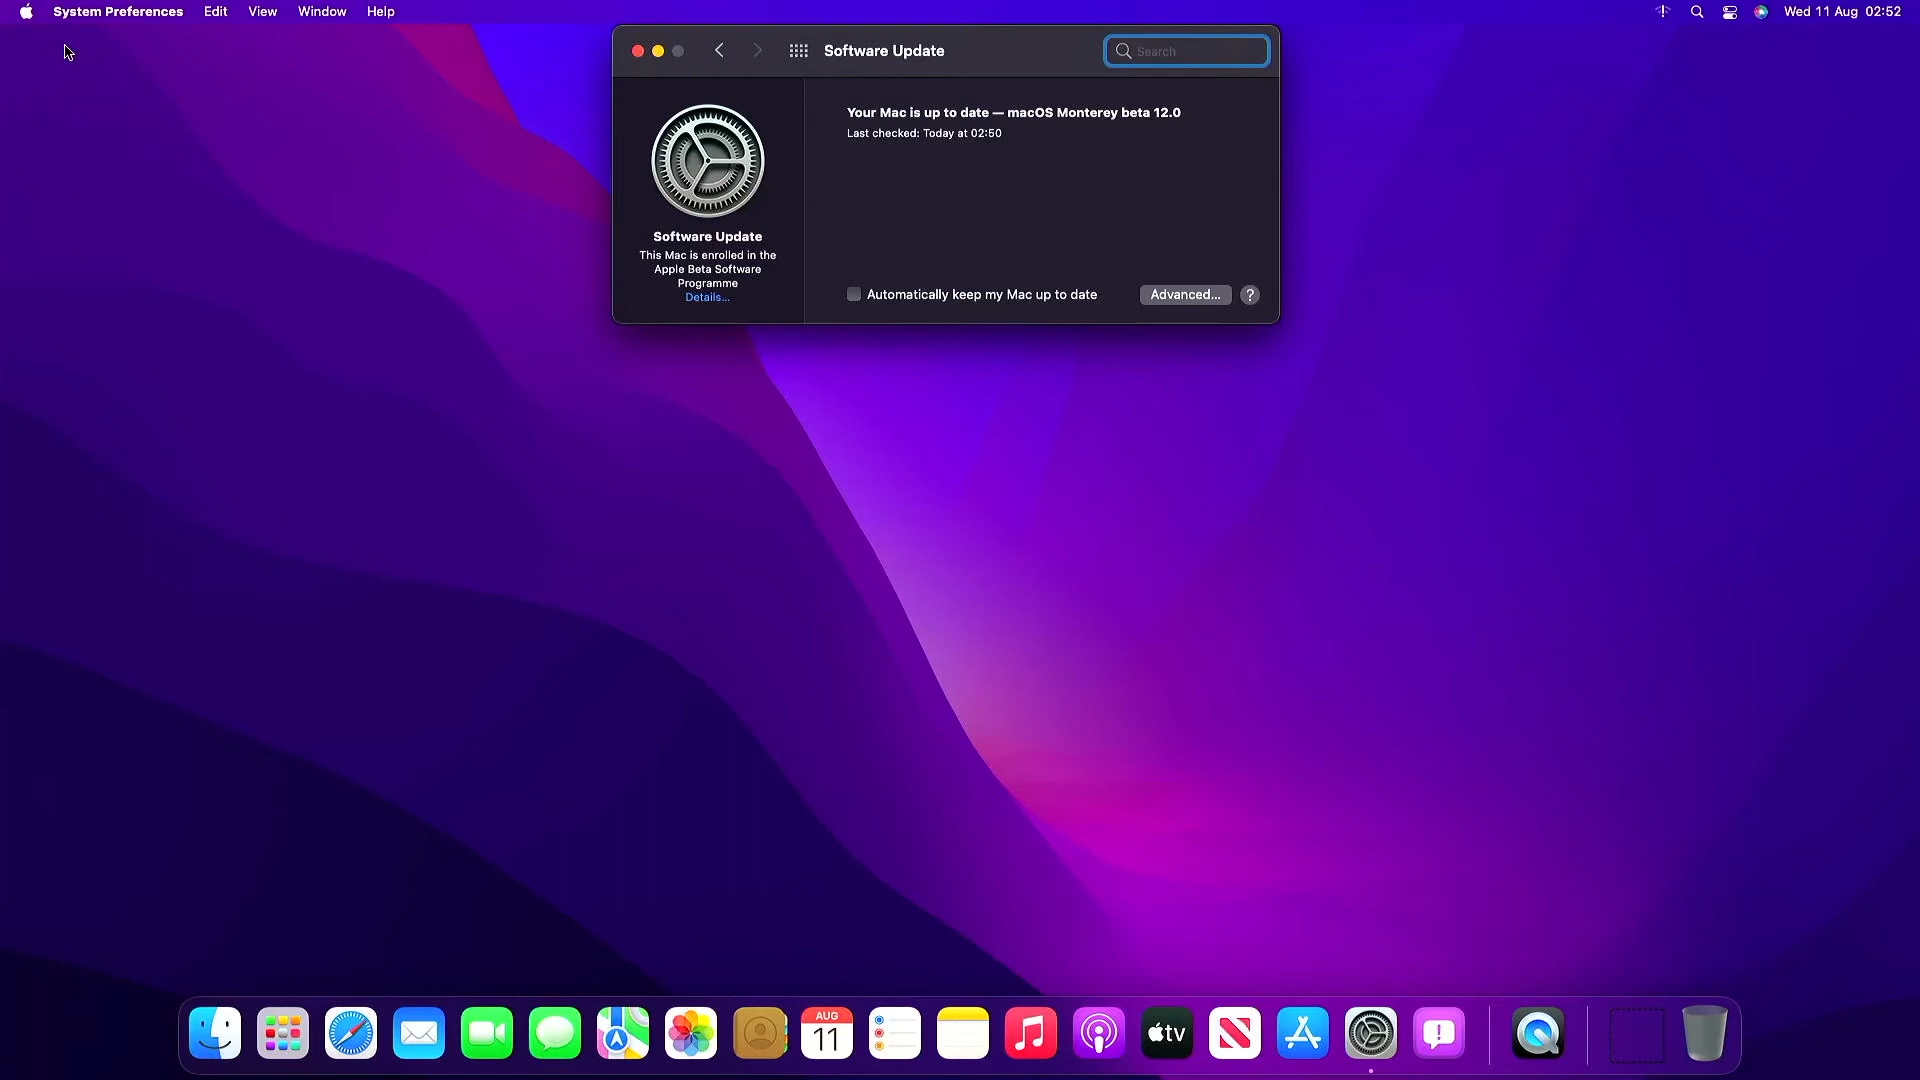 System Preferences Edit View Window Help
Wed 11 Aug 02:52
Software Update
Search
Your Mac is up to date — macOS Monterey beta 12.0
Last checked: Today at 02:50
Software Update
This Mac is enrolled in the
Apple Beta Software
Programme
Details...
Automatically keep my Mac up to date
Advanced...
?
AUG
11
tv